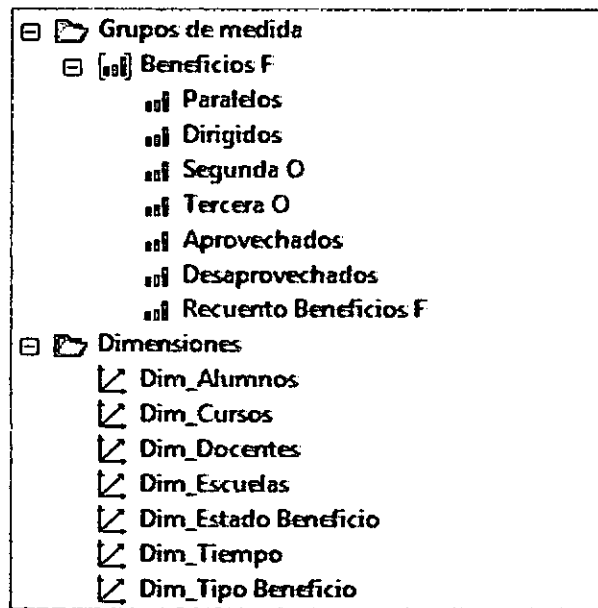 Grupos de medida
Beneficios F
Paralelos
Dirigidos
Segunda O
Tercera O
Aprovechados
Desaprovechados
Recuento Beneficios F
Dimensiones
Dim_Alumnos
Dim_Cursos
Dim_Docentes
Dim_Escuelas
Dim_Estado Beneficio
Dim_Tiempo
Dim_Tipo Beneficio